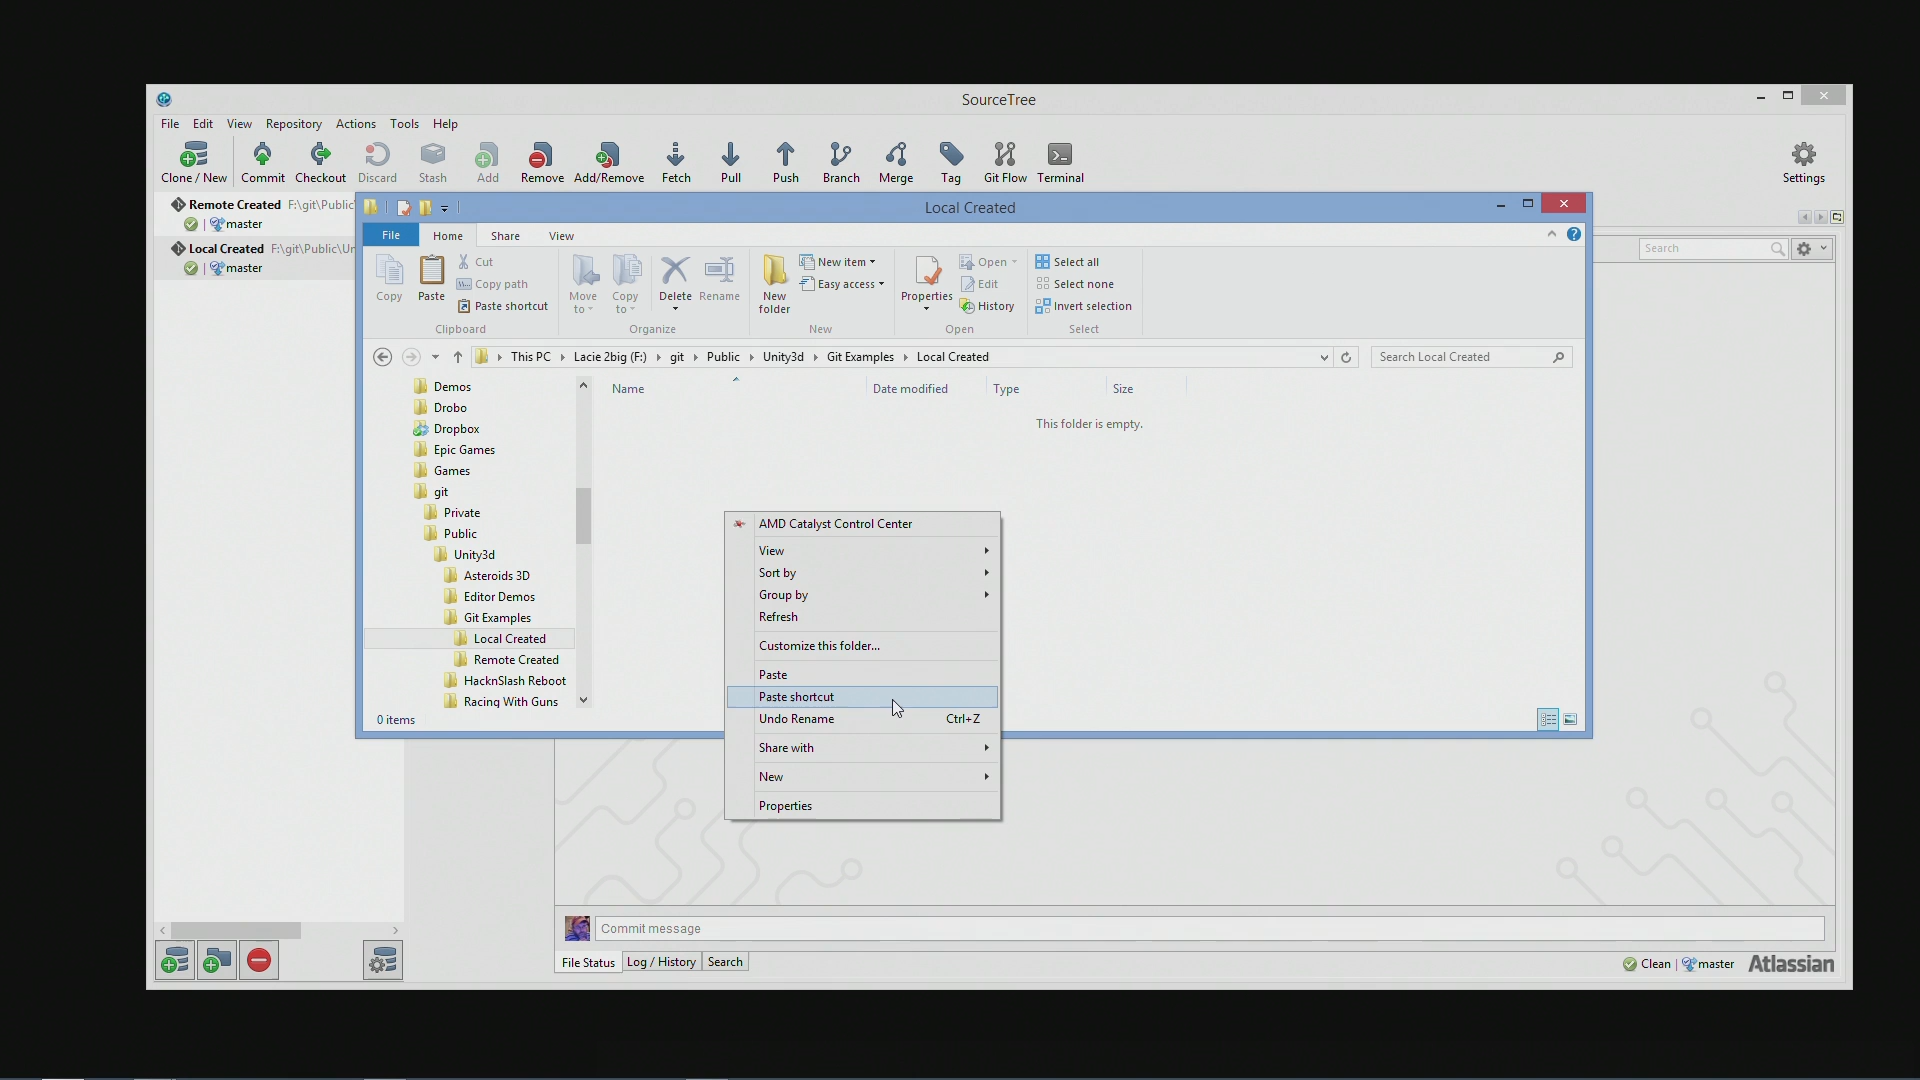 SourceTree
File Edit View Repository Actions Tools Help
Clone / New Commit Checkout Discard Stash Add Remove Add/Remove Fetch Pull Push Branch Merge Tag Git Flow Terminal Settings
Remote Created F:\git\Public
master
Local Created F:\git\Public\Un
master
Local Created
File Home Share View
Copy
Paste
Cut
Copy path
Paste shortcut
Clipboard
Move to
Copy to
Delete
Rename
Organize
New folder
New item
Easy access
New
Properties
Open
Edit
History
Open
Select all
Select none
Invert selection
Select
This PC Lacie 2big (F:) git Public Unity3d Git Examples Local Created
Search Local Created
Search
Demos
Drobo
Dropbox
Epic Games
Games
git
Private
Public
Unity3d
Asteroids 3D
Editor Demos
Git Examples
Local Created
Remote Created
HacknSlash Reboot
Racing With Guns
Name Date modified Type Size
This folder is empty.
AMD Catalyst Control Center
View
Sort by
Group by
Refresh
Customize this folder...
Paste
Paste shortcut
Undo Rename Ctrl+Z
Share with
New
Properties
0 items
Commit message
File Status Log / History Search
Clean master Atlassian